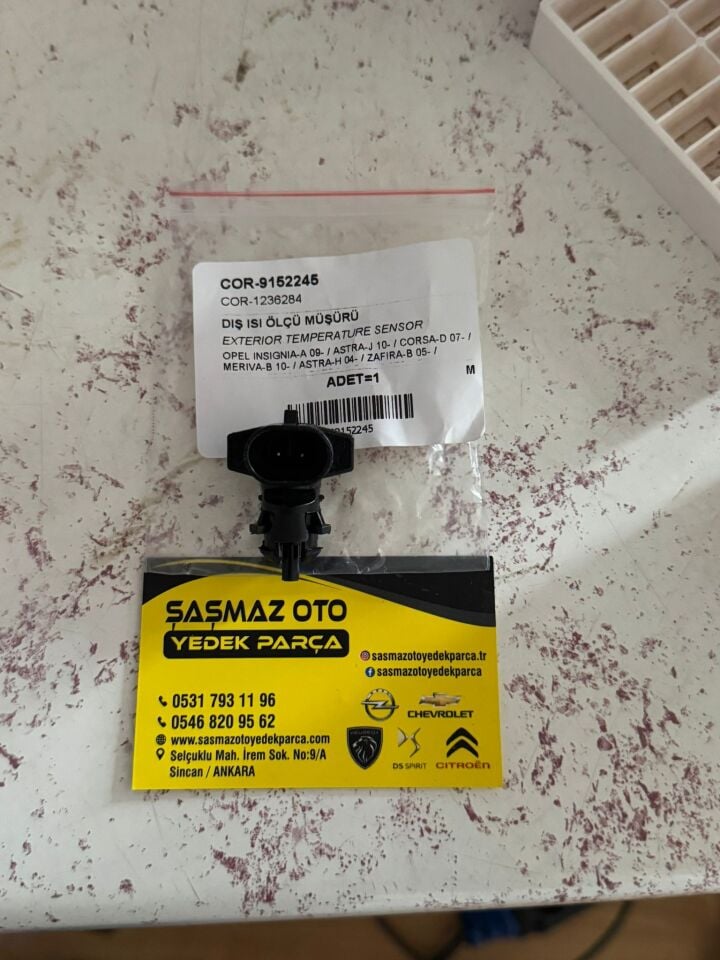 COR-9152245
COR-1236284
DIŞ ISI ÖLÇÜ MÜŞÜRÜ
EXTERIOR TEMPERATURE SENSOR
OPEL INSIGNIA-A 09- / ASTRA-J 10- / CORSA-D 07- /
MERIVA-B 10- / ASTRA-H 04- / ZAFIRA-B 05- /
M
ADET=1
9152245
ŞAŞMAZ OTO
YEDEK PARÇA
sasmazotoyedekparca.tr
sasmazotoyedekparca
0531 793 11 96
0546 820 95 62
www.sasmazotoyedekparca.com
Selçuklu Mah. İrem Sok. No:9/A
Sincan / ANKARA
CHEVROLET
PEUGEOT
DS SPIRIT
CITROËN